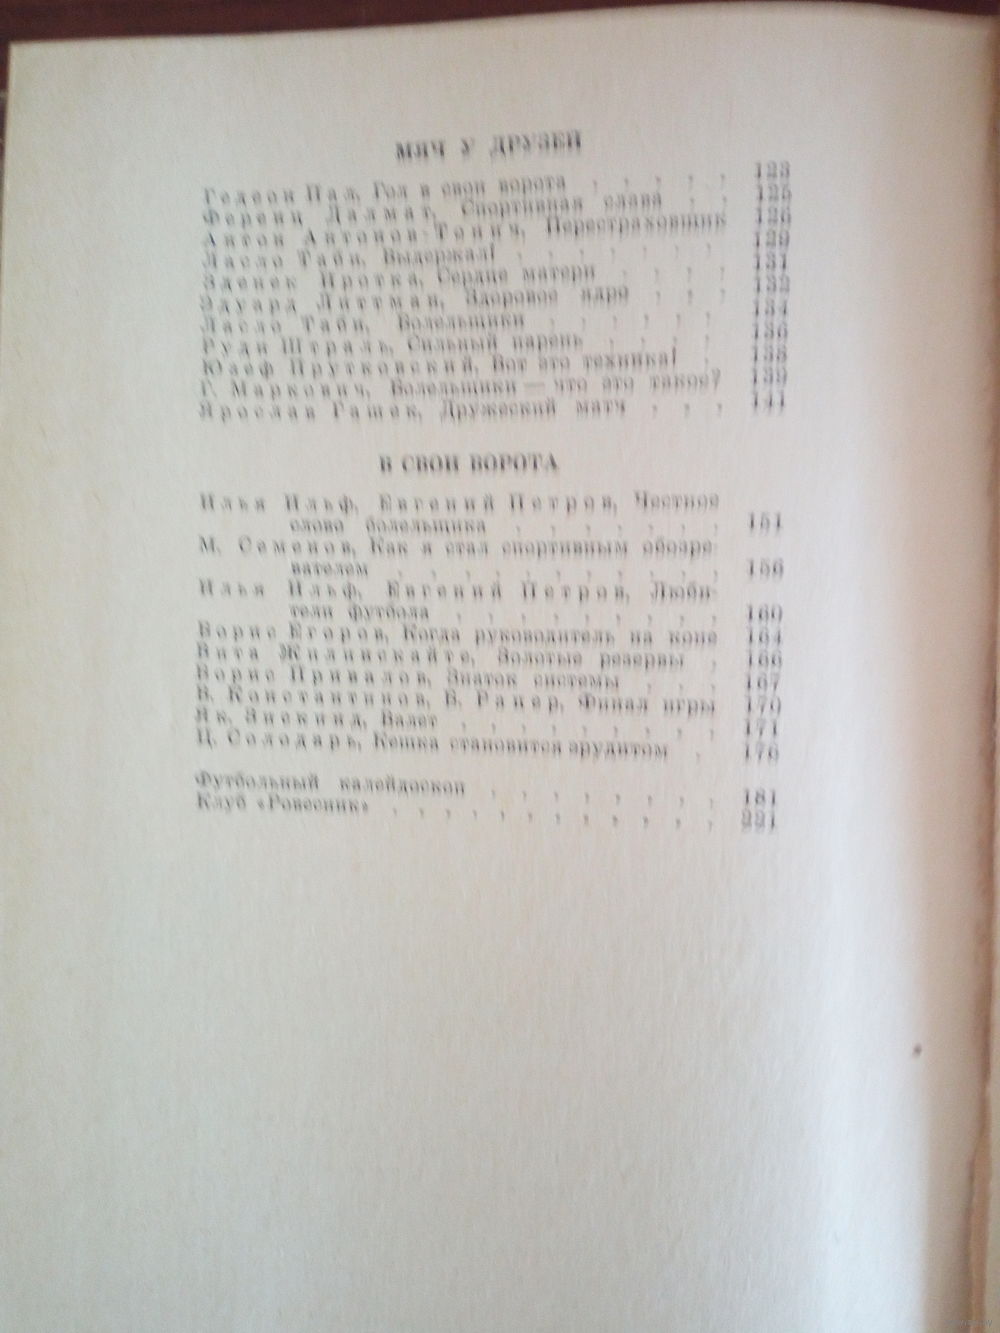 МЯЧ У ДРУЗЕЙ
Гедеон Пал, Гол в свои ворота . . . . . 123
Ференц Далмат, Спортивная слава . . 125
Антон Антонов-Тонич, Перестраховщик 126
Ласло Таби, Выдержал! . . . . . . . 129
Зденек Кротка, Сердце матери . . . . 131
Эдуард Литтман, Здоровое ядро . . . 132
Ласло Таби, Болельщики . . . . . . 134
Руди Штраль, Сильный парень . . . . 136
Юзеф Прутковский, Вот это техника! . 138
Г. Маркович, Болельщики — что это такое? 139
Ярослав Гашек, Дружеский матч . . . 141
В СВОИ ВОРОТА
Илья Ильф, Евгений Петров, Честное
слово болельщика . . . . . . . 151
М. Семенов, Как я стал спортивным обозре-
вателем . . . . . . . . . . . 156
Илья Ильф, Евгений Петров, Люби-
тели футбола . . . . . . . . . 160
Борис Егоров, Когда руководитель на коне 164
Вита Жилинскайте, Золотые резервы . 166
Борис Привалов, Знаток системы . . . 167
В. Константинов, Б. Рацер, Финал игры 170
Як. Зискинд, Валет . . . . . . . . . 171
Ц. Солодарь, Кешка становится эрудитом . 176
Футбольный калейдоскоп . . . . . . . . 181
Клуб «Ровесник» . . . . . . . . . . . . 221